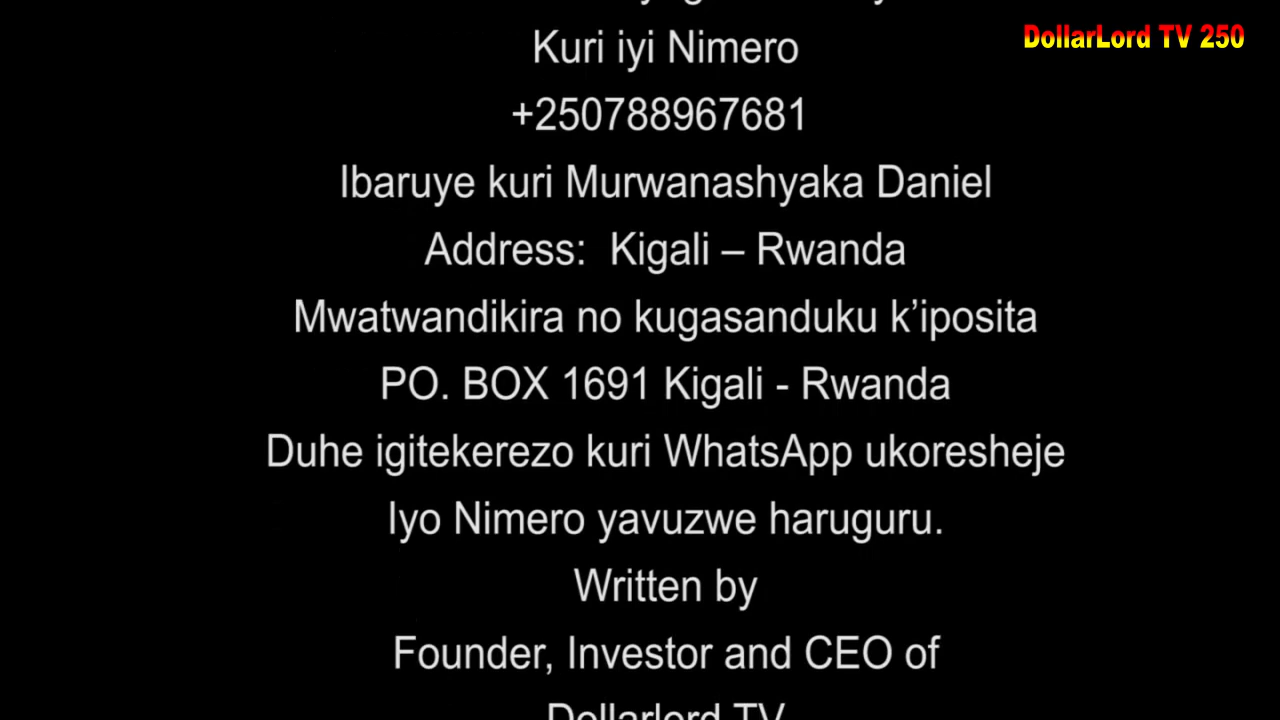 DollarLord TV 250
Kuri iyi Nimero
+250788967681
Ibaruye kuri Murwanashyaka Daniel
Address:  Kigali – Rwanda
Mwatwandikira no kugasanduku k’iposita
PO. BOX 1691 Kigali - Rwanda
Duhe igitekerezo kuri WhatsApp ukoresheje
Iyo Nimero yavuzwe haruguru.
Written by
Founder, Investor and CEO of
Dollarlord TV